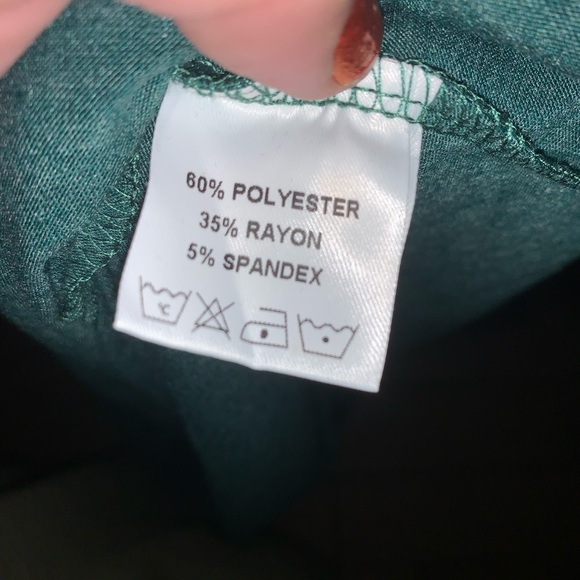 60% POLYESTER
35% RAYON
5% SPANDEX
°C